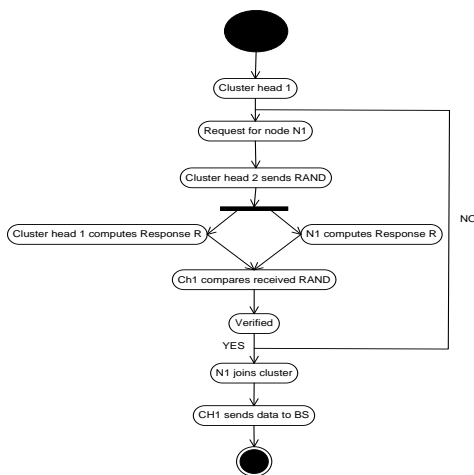 Cluster head 1
Request for node N1
Cluster head 2 sends RAND
NO
Cluster head 1 computes Response R
N1 computes Response R
Ch1 compares received RAND
Verified
YES
N1 joins cluster
CH1 sends data to BS